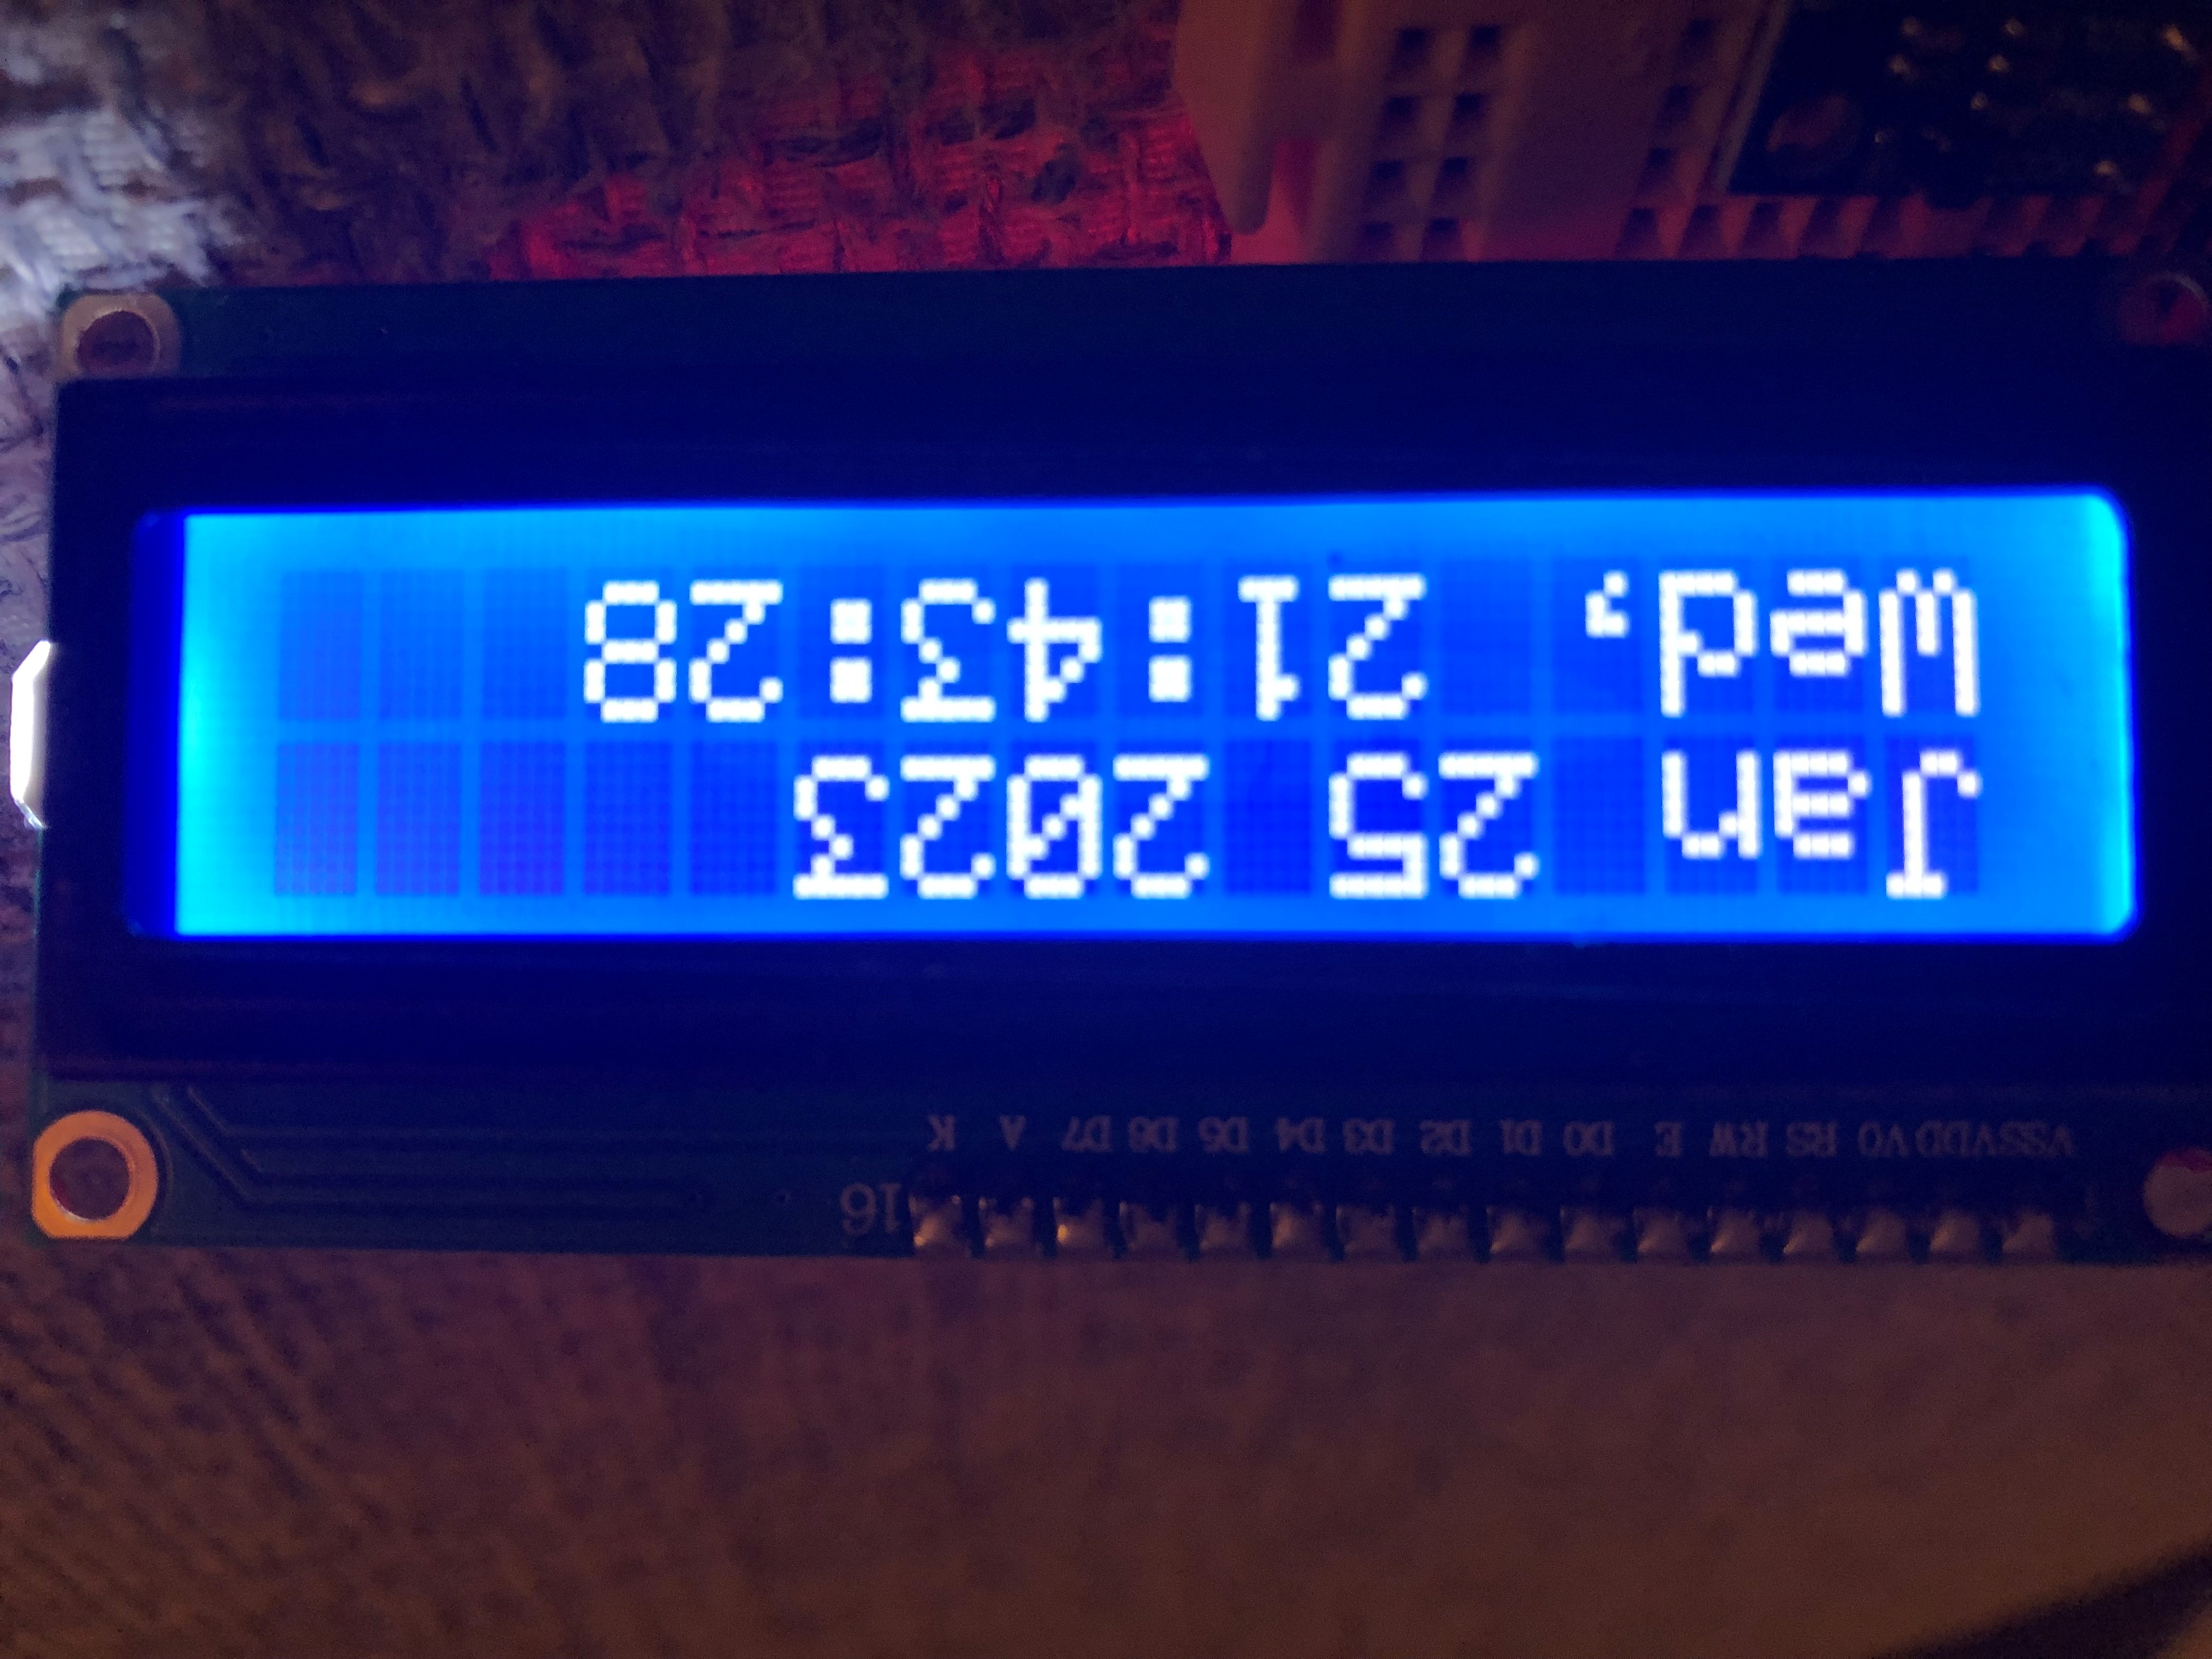 16
VSS VDD V0 RS RW E D0 D1 D2 D3 D4 D5 D6 D7 A K
Jan 25 2023
Wed,  21:43:28